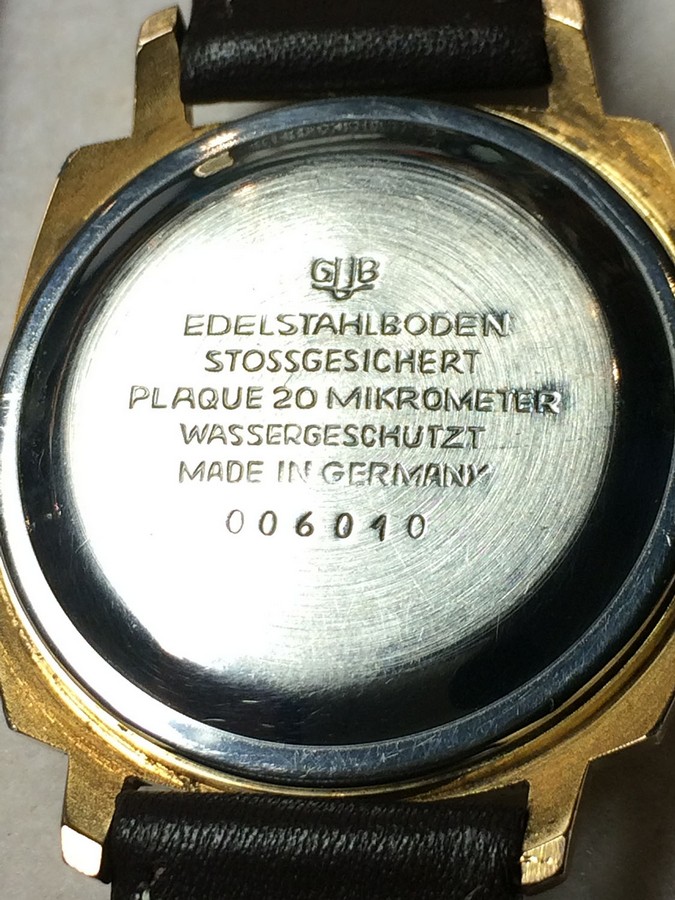 GUB
EDELSTAHLBODEN
STOSSGESICHERT
PLAQUE 20 MIKROMETER
WASSERGESCHUTZT
MADE IN GERMANY
006010